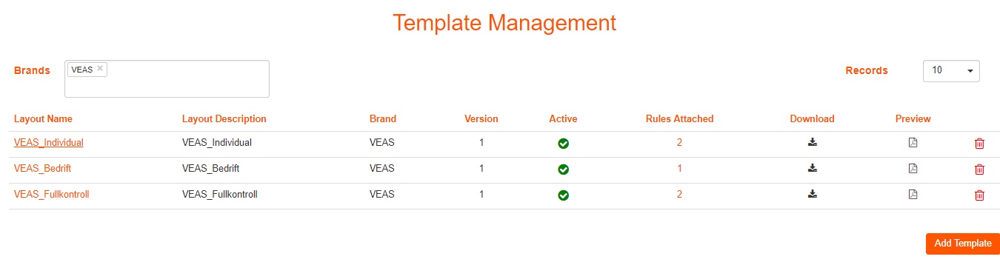 Template Management
Brands VEAS × Records 10
Layout Name Layout Description Brand Version Active Rules Attached Download Preview
VEAS_Individual VEAS_Individual VEAS 1 2
VEAS_Bedrift VEAS_Bedrift VEAS 1 1
VEAS_Fullkontroll VEAS_Fullkontroll VEAS 1 2
Add Template